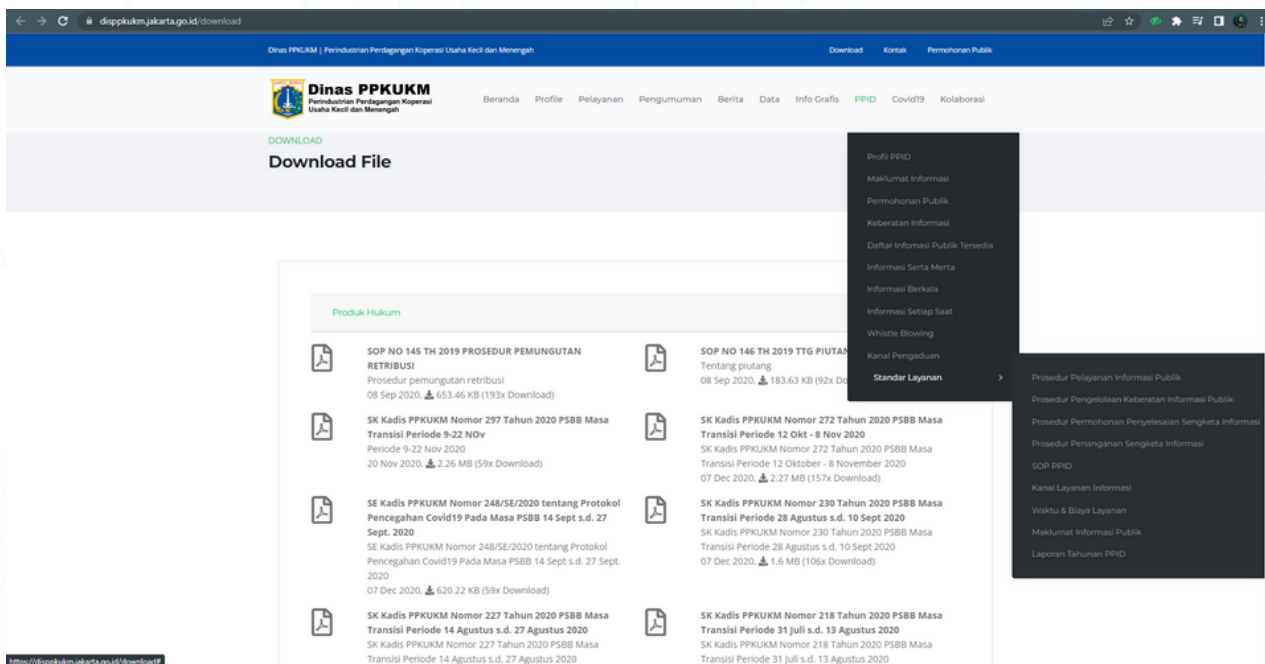 disppkukm.jakarta.go.id/download
Dinas PPKUKM | Perindustrian Perdagangan Koperasi Usaha Kecil dan Menengah
Download Kontak Permohonan Publik
Dinas PPKUKM
Perindustrian Perdagangan Koperasi
Usaha Kecil dan Menengah
Beranda Profile Pelayanan Pengumuman Berita Data Info Grafis PPID Covid19 Kolaborasi
DOWNLOAD
Download File
Profil PPID
Maklumat Informasi
Permohonan Publik
Keberatan Informasi
Daftar Infomasi Publik Tersedia
Informasi Serta Merta
Informasi Berkala
Informasi Setiap Saat
Whistle Blowing
Kanal Pengaduan
Standar Layanan >
Prosedur Pelayanan Informasi Publik
Prosedur Pengelolaan Keberatan Informasi Publik
Prosedur Permohonan Penyelesaian Sengketa Informasi
Prosedur Penanganan Sengketa Informasi
SOP PPID
Kanal Layanan Informasi
Waktu & Biaya Layanan
Maklumat Informasi Publik
Laporan Tahunan PPID
Produk Hukum
SOP NO 145 TH 2019 PROSEDUR PEMUNGUTAN
RETRIBUSI
Prosedur pemungutan retribusi
08 Sep 2020, 653.46 KB (193x Download)
SOP NO 146 TH 2019 TTG PIUTAN
Tentang piutang
08 Sep 2020, 183.63 KB (92x Do
SK Kadis PPKUKM Nomor 297 Tahun 2020 PSBB Masa
Transisi Periode 9-22 NOv
Periode 9-22 Nov 2020
20 Nov 2020, 2.26 MB (59x Download)
SK Kadis PPKUKM Nomor 272 Tahun 2020 PSBB Masa
Transisi Periode 12 Okt - 8 Nov 2020
SK Kadis PPKUKM Nomor 272 Tahun 2020 PSBB Masa
Transisi Periode 12 Oktober - 8 November 2020
07 Dec 2020, 2.27 MB (157x Download)
SE Kadis PPKUKM Nomor 248/SE/2020 tentang Protokol
Pencegahan Covid19 Pada Masa PSBB 14 Sept s.d. 27
Sept. 2020
SE Kadis PPKUKM Nomor 248/SE/2020 tentang Protokol
Pencegahan Covid19 Pada Masa PSBB 14 Sept s.d. 27 Sept.
2020
07 Dec 2020, 620.22 KB (59x Download)
SK Kadis PPKUKM Nomor 230 Tahun 2020 PSBB Masa
Transisi Periode 28 Agustus s.d. 10 Sept 2020
SK Kadis PPKUKM Nomor 230 Tahun 2020 PSBB Masa
Transisi Periode 28 Agustus s.d. 10 Sept 2020
07 Dec 2020, 1.6 MB (106x Download)
SK Kadis PPKUKM Nomor 227 Tahun 2020 PSBB Masa
Transisi Periode 14 Agustus s.d. 27 Agustus 2020
SK Kadis PPKUKM Nomor 227 Tahun 2020 PSBB Masa
Transisi Periode 14 Agustus s.d. 27 Agustus 2020
SK Kadis PPKUKM Nomor 218 Tahun 2020 PSBB Masa
Transisi Periode 31 Juli s.d. 13 Agustus 2020
SK Kadis PPKUKM Nomor 218 Tahun 2020 PSBB Masa
Transisi Periode 31 Juli s.d. 13 Agustus 2020
https://disppkukm.jakarta.go.id/download#